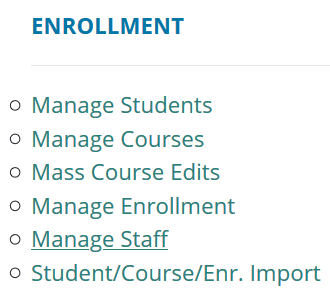 ENROLLMENT
Manage Students
Manage Courses
Mass Course Edits
Manage Enrollment
Manage Staff
Student/Course/Enr. Import